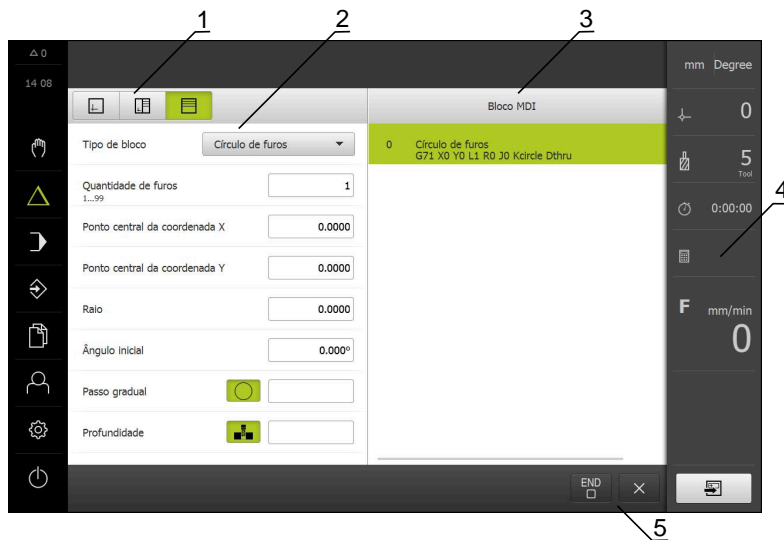 1
2
3
△ 0
14 08
mm Degree
Bloco MDI
0
Tipo de bloco
Círculo de furos
0 Círculo de furos
G71 X0 Y0 L1 R0 J0 Kcircle Dthru
5
Tool
Quantidade de furos
1...99
1
4
0:00:00
Ponto central da coordenada X
0.0000
Ponto central da coordenada Y
0.0000
Raio
0.0000
F mm/min
0
Ângulo inicial
0.000°
Passo gradual
Profundidade
END
5